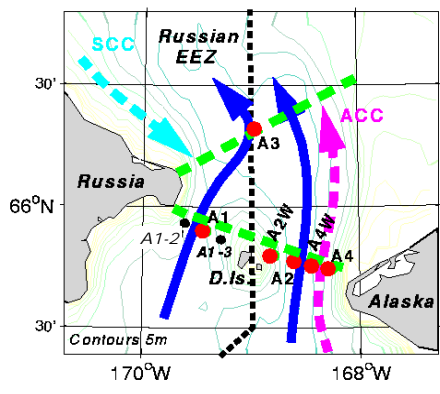 SCC
Russian
EEZ
30'
ACC
A3
Russia
66°N
A1
A2W
A4W
A1-2
A1-3
A4
D.Is.
A2
Alaska
30'
Contours 5m
170°W
168°W